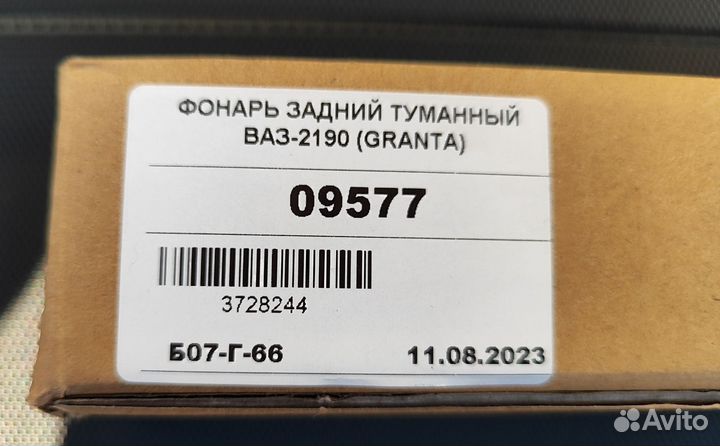 ФОНАРЬ ЗАДНИЙ ТУМАННЫЙ
ВАЗ-2190 (GRANTA)
09577
3728244
Б07-Г-66 11.08.2023
Avito